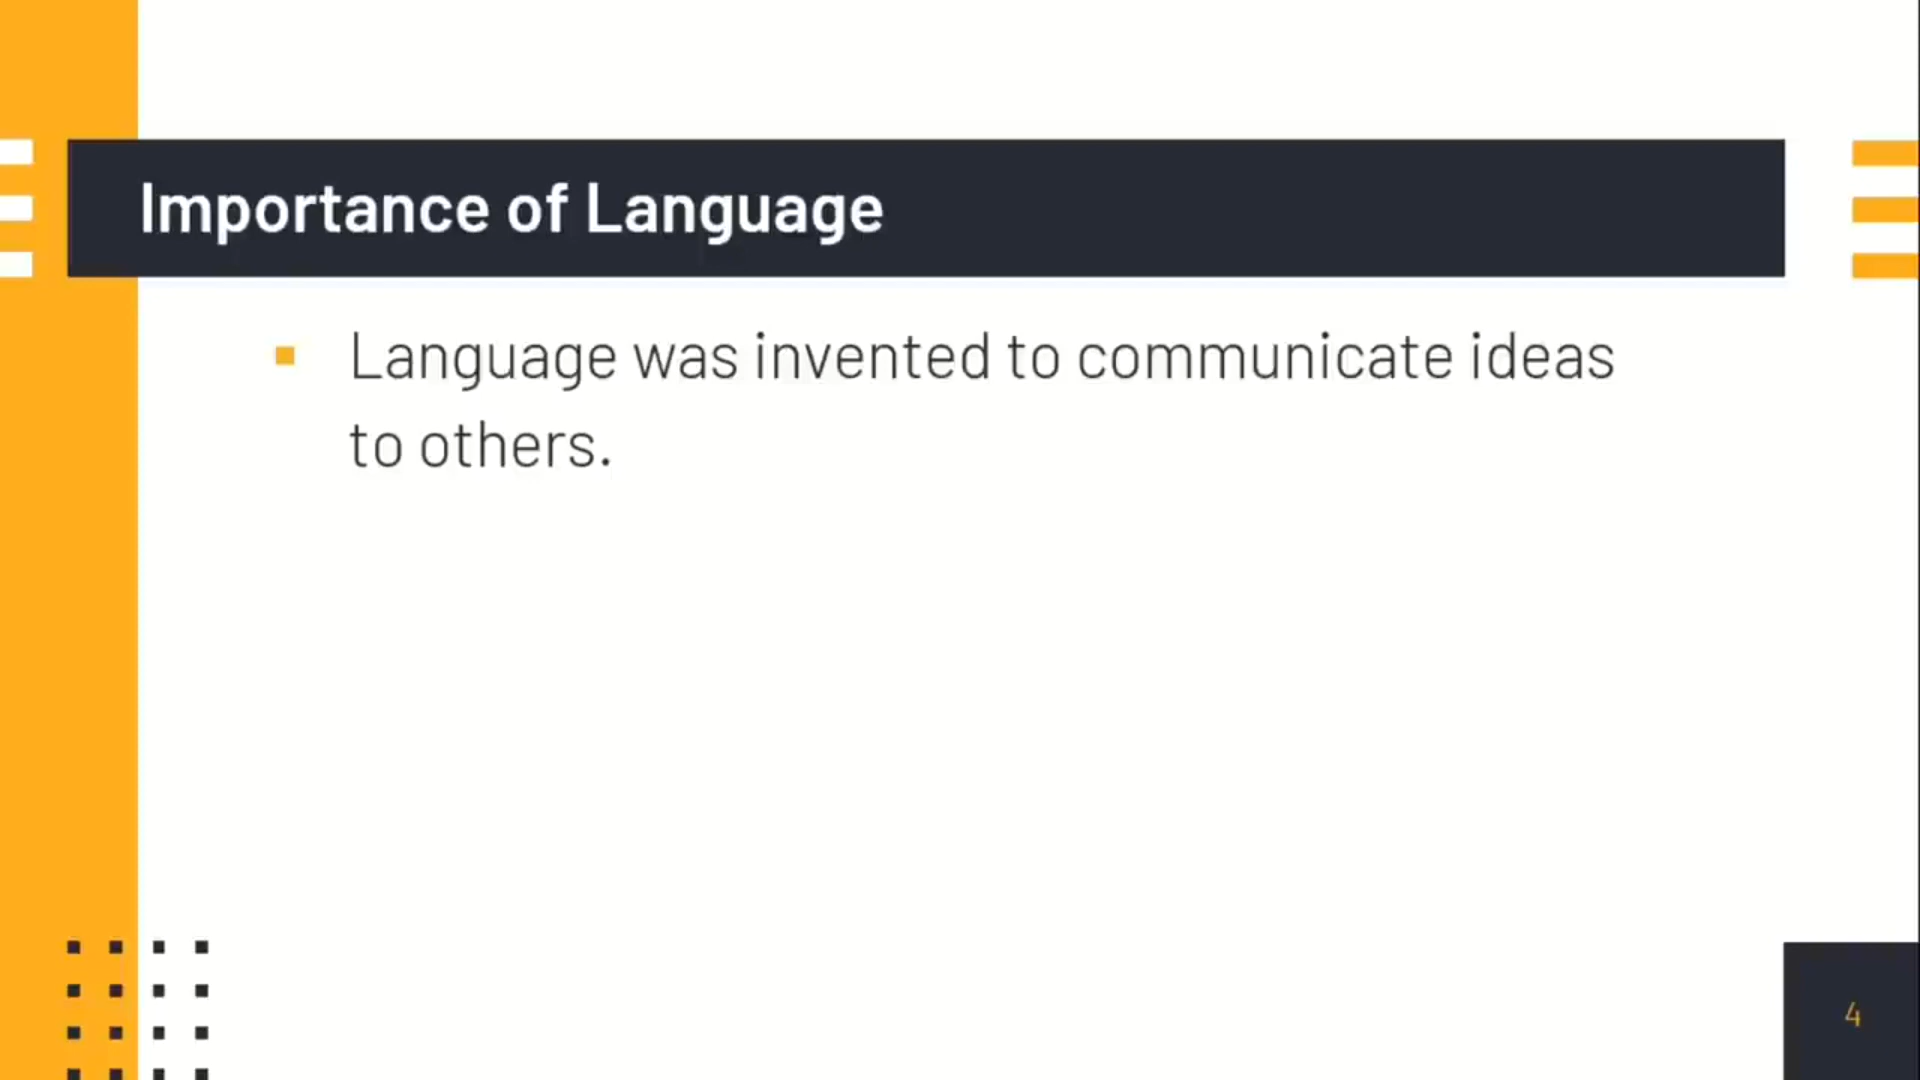 Importance of Language
Language was invented to communicate ideas
to others.
4